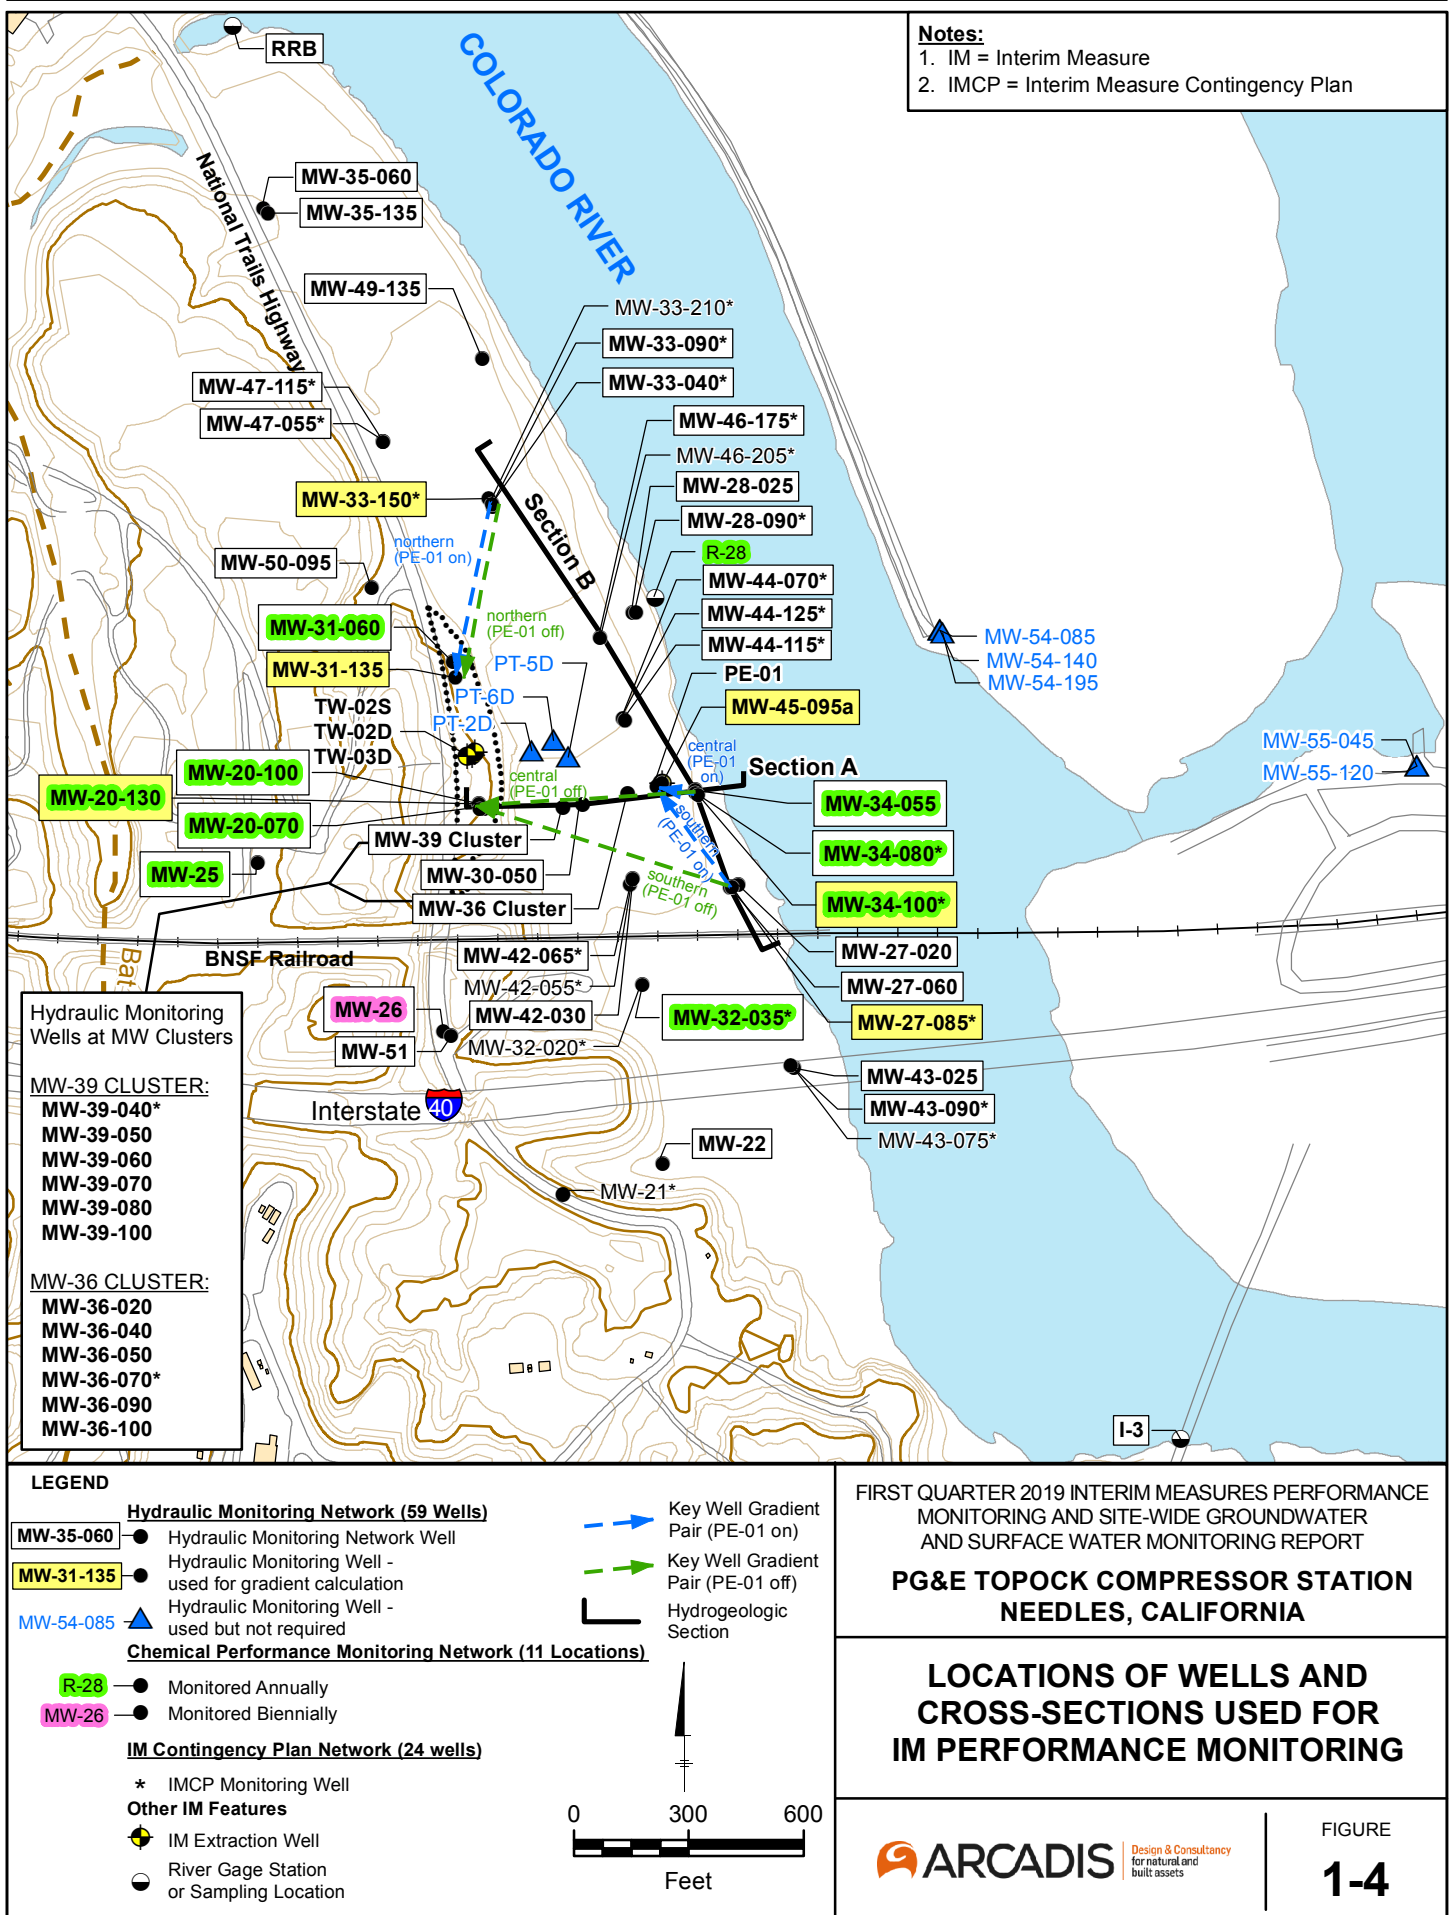 Notes:
1. IM = Interim Measure
2. IMCP = Interim Measure Contingency Plan
RRB
COLORADO RIVER
National Trails Highway
MW-35-060
MW-35-135
MW-49-135
MW-33-210*
MW-33-090*
MW-33-040*
MW-47-115*
MW-47-055*
MW-46-175*
MW-46-205*
MW-28-025
MW-28-090*
MW-33-150*
Section B
northern
(PE-01 on)
R-28
MW-50-095
MW-44-070*
MW-44-125*
MW-44-115*
northern
(PE-01 off)
MW-31-060
MW-31-135
PT-5D
PT-6D
PT-2D
PE-01
MW-45-095a
MW-54-085
MW-54-140
MW-54-195
TW-02S
TW-02D
TW-03D
MW-55-045
MW-55-120
central
(PE-01
on)
Section A
central
(PE-01 off)
MW-20-100
MW-20-130
MW-20-070
MW-34-055
MW-34-080*
MW-34-100*
southern
(PE-01 on)
southern
(PE-01 off)
MW-39 Cluster
MW-30-050
MW-36 Cluster
MW-25
BNSF Railroad
Bat
MW-42-065*
MW-42-055*
MW-42-030
MW-27-020
MW-27-060
MW-27-085*
MW-32-035*
MW-32-020*
MW-26
MW-51
Interstate 40
MW-43-025
MW-43-090*
MW-43-075*
MW-22
MW-21*
I-3
Hydraulic Monitoring
Wells at MW Clusters
MW-39 CLUSTER:
MW-39-040*
MW-39-050
MW-39-060
MW-39-070
MW-39-080
MW-39-100
MW-36 CLUSTER:
MW-36-020
MW-36-040
MW-36-050
MW-36-070*
MW-36-090
MW-36-100
LEGEND
Hydraulic Monitoring Network (59 Wells)
MW-35-060 Hydraulic Monitoring Network Well
MW-31-135 Hydraulic Monitoring Well -
used for gradient calculation
MW-54-085 Hydraulic Monitoring Well -
used but not required
Chemical Performance Monitoring Network (11 Locations)
R-28 Monitored Annually
MW-26 Monitored Biennially
IM Contingency Plan Network (24 wells)
* IMCP Monitoring Well
Other IM Features
IM Extraction Well
River Gage Station
or Sampling Location
Key Well Gradient
Pair (PE-01 on)
Key Well Gradient
Pair (PE-01 off)
Hydrogeologic
Section
0 300 600
Feet
FIRST QUARTER 2019 INTERIM MEASURES PERFORMANCE
MONITORING AND SITE-WIDE GROUNDWATER
AND SURFACE WATER MONITORING REPORT
PG&E TOPOCK COMPRESSOR STATION
NEEDLES, CALIFORNIA
LOCATIONS OF WELLS AND
CROSS-SECTIONS USED FOR
IM PERFORMANCE MONITORING
ARCADIS
Design & Consultancy
for natural and
built assets
FIGURE
1-4